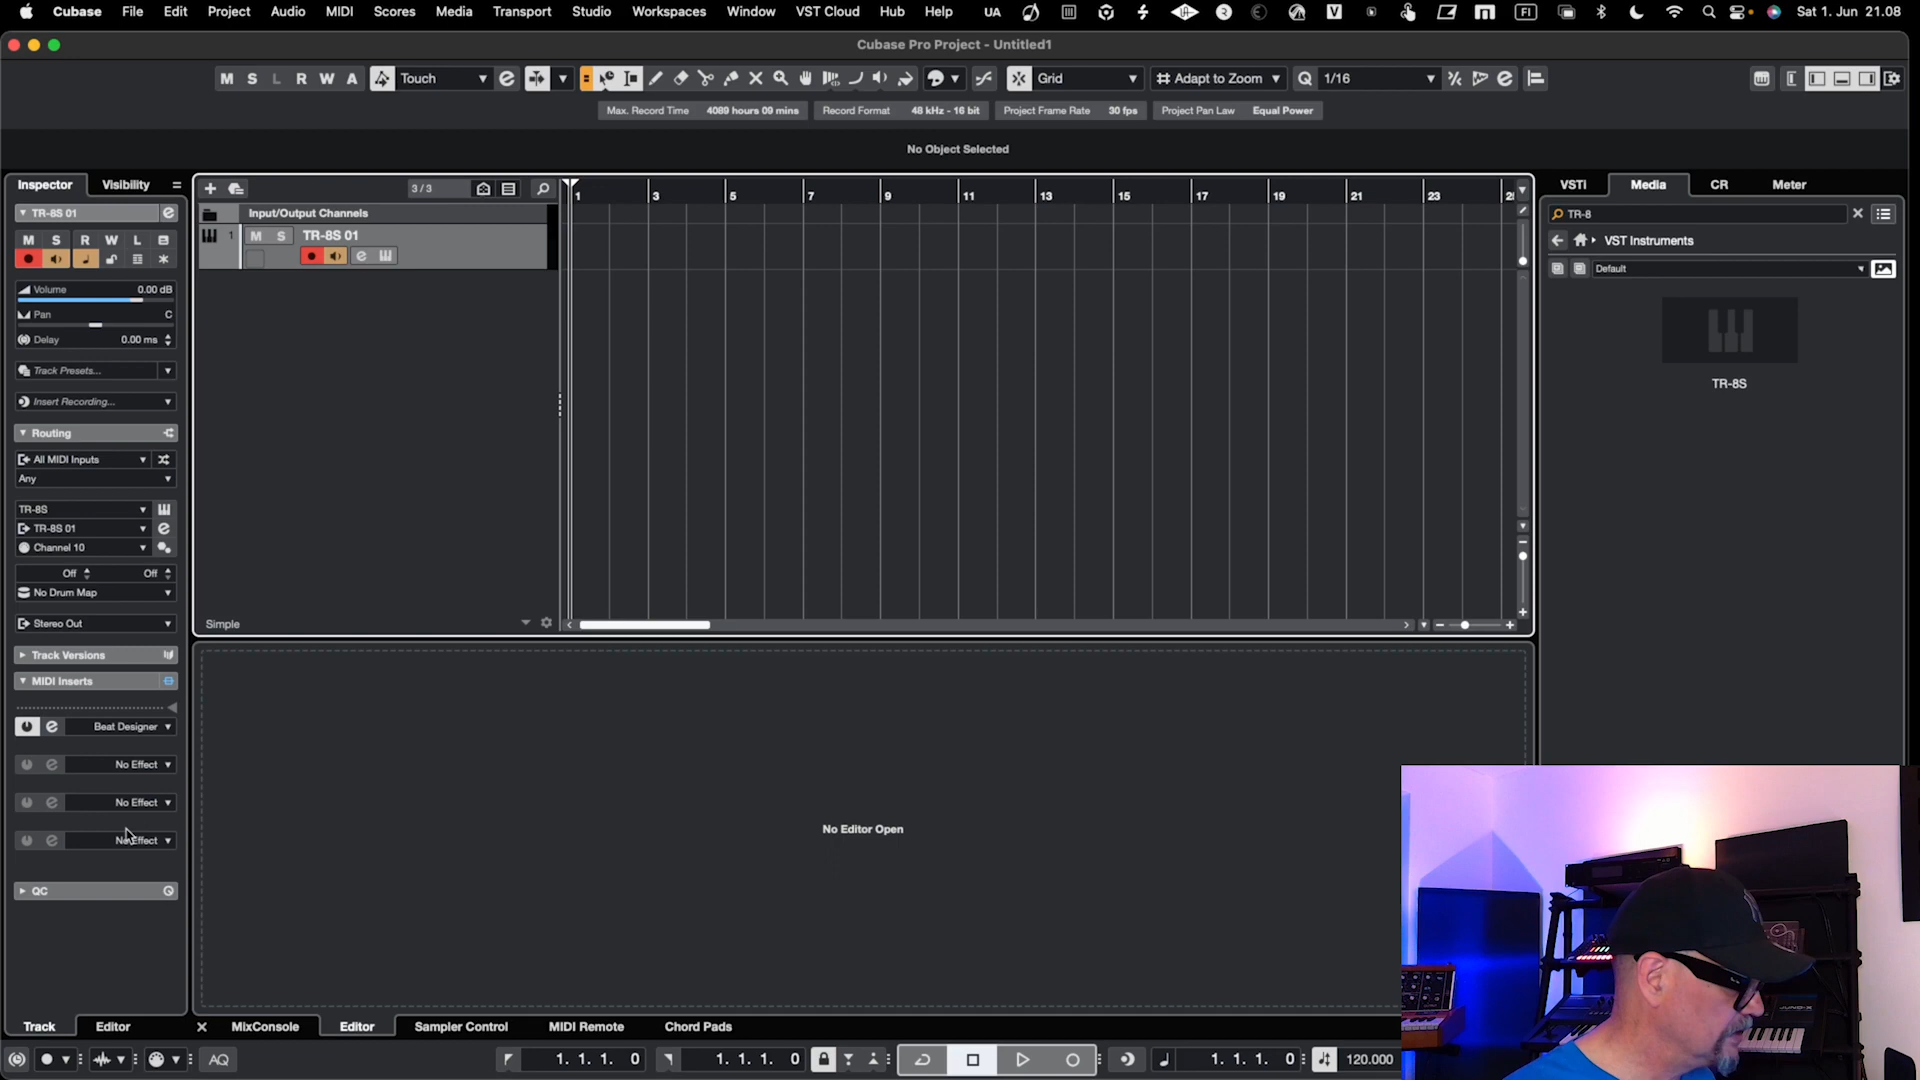 Cubase File Edit Project Audio MIDI Scores Media Transport Studio Workspaces Window VST Cloud Hub Help UA FI Sat 1. Jun 21.08
Cubase Pro Project - Untitled1
M S L R W A Touch Grid Adapt to Zoom Q 1/16
Max. Record Time 4089 hours 09 mins Record Format 48 kHz - 16 bit Project Frame Rate 30 fps Project Pan Law Equal Power
No Object Selected
Inspector Visibility
TR-8S 01
M S R W L
Volume 0.00 dB
Pan C
Delay 0.00 ms
Track Presets...
Insert Recording...
Routing
All MIDI Inputs
Any
TR-8S
TR-8S 01
Channel 10
Off Off
No Drum Map
Stereo Out
Track Versions
MIDI Inserts
Beat Designer
No Effect
No Effect
No Effect
QC
Track Editor
3/3
Input/Output Channels
1 M S TR-8S 01
Simple
1 3 5 7 9 11 13 15 17 19 21 23
No Editor Open
VSTi Media CR Meter
TR-8
VST Instruments
Default
TR-8S
MixConsole Editor Sampler Control MIDI Remote Chord Pads
AQ 1. 1. 1. 0 1. 1. 1. 0 1. 1. 1. 0 120.000